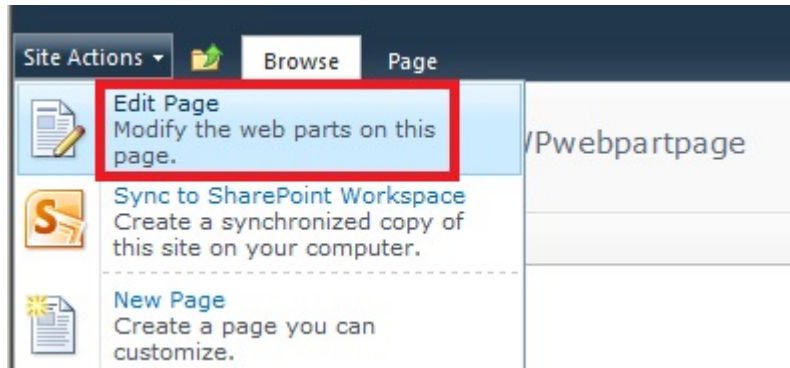 Site Actions Browse Page
Edit Page
Modify the web parts on this
page.
/Pwebpartpage
Sync to SharePoint Workspace
Create a synchronized copy of
this site on your computer.
New Page
Create a page you can
customize.